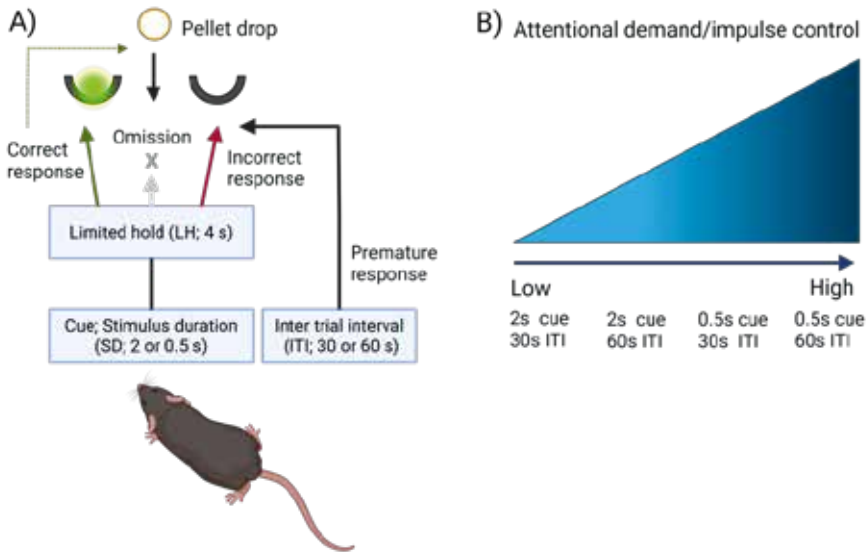 A)
Pellet drop
Omission
X
Correct
response
Incorrect
response
Limited hold (LH; 4 s)
Premature
response
Cue; Stimulus duration
(SD; 2 or 0.5 s)
Inter trial interval
(ITI; 30 or 60 s)
B)
Attentional demand/impulse control
Low
High
2s cue
30s ITI
2s cue
60s ITI
0.5s cue
30s ITI
0.5s cue
60s ITI